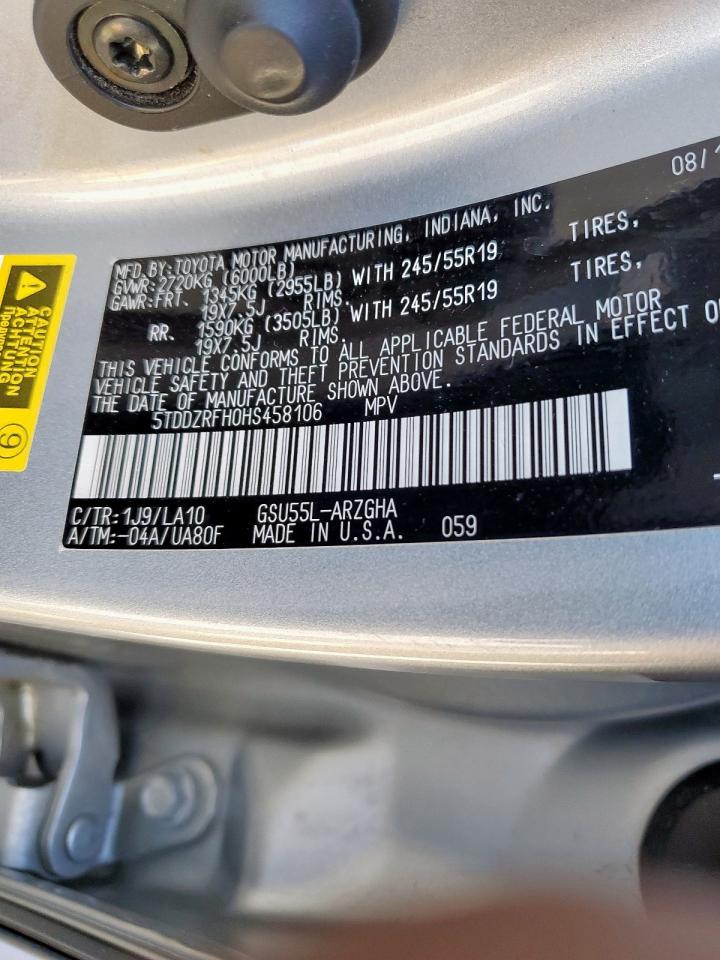 08/1
MFD.BY:TOYOTA MOTOR MANUFACTURING, INDIANA, INC.
GVWR:2720KG (6000LB)
GAWR:FRT. 1345KG (2955LB) WITH 245/55R19 TIRES,
19X7.5J RIMS.
RR. 1590KG (3505LB) WITH 245/55R19 TIRES,
19X7.5J RIMS.
THIS VEHICLE CONFORMS TO ALL APPLICABLE FEDERAL MOTOR
VEHICLE SAFETY AND THEFT PREVENTION STANDARDS IN EFFECT O
THE DATE OF MANUFACTURE SHOWN ABOVE.
5TDDZRFH0HS458106 MPV
C/TR:1J9/LA10 GSU55L-ARZGHA
A/TM:-04A/UA80F MADE IN U.S.A. 059
CAUTION
ATTENTION
ACHTUNG
9